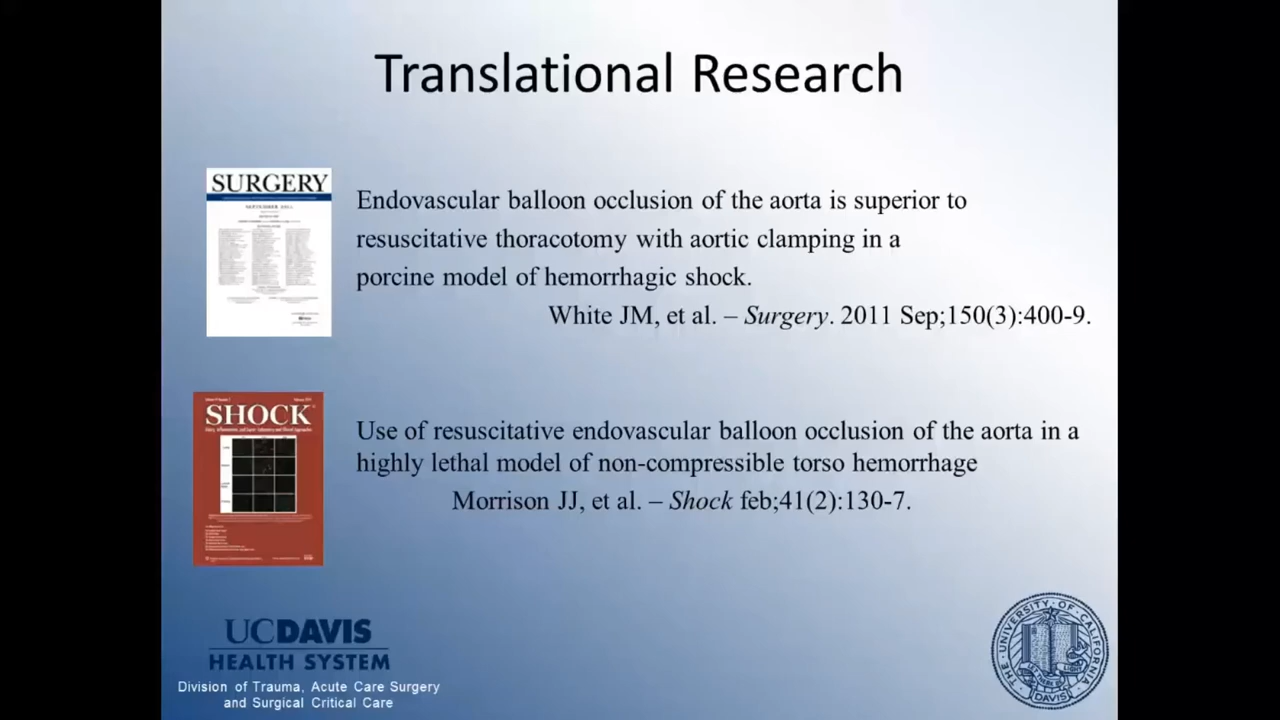 Translational Research
SURGERY
Endovascular balloon occlusion of the aorta is superior to
resuscitative thoracotomy with aortic clamping in a
porcine model of hemorrhagic shock.
White JM, et al. – Surgery. 2011 Sep;150(3):400-9.
SHOCK
Use of resuscitative endovascular balloon occlusion of the aorta in a
highly lethal model of non-compressible torso hemorrhage
Morrison JJ, et al. – Shock feb;41(2):130-7.
UCDAVIS
HEALTH SYSTEM
Division of Trauma, Acute Care Surgery
and Surgical Critical Care
THE UNIVERSITY OF CALIFORNIA
DAVIS